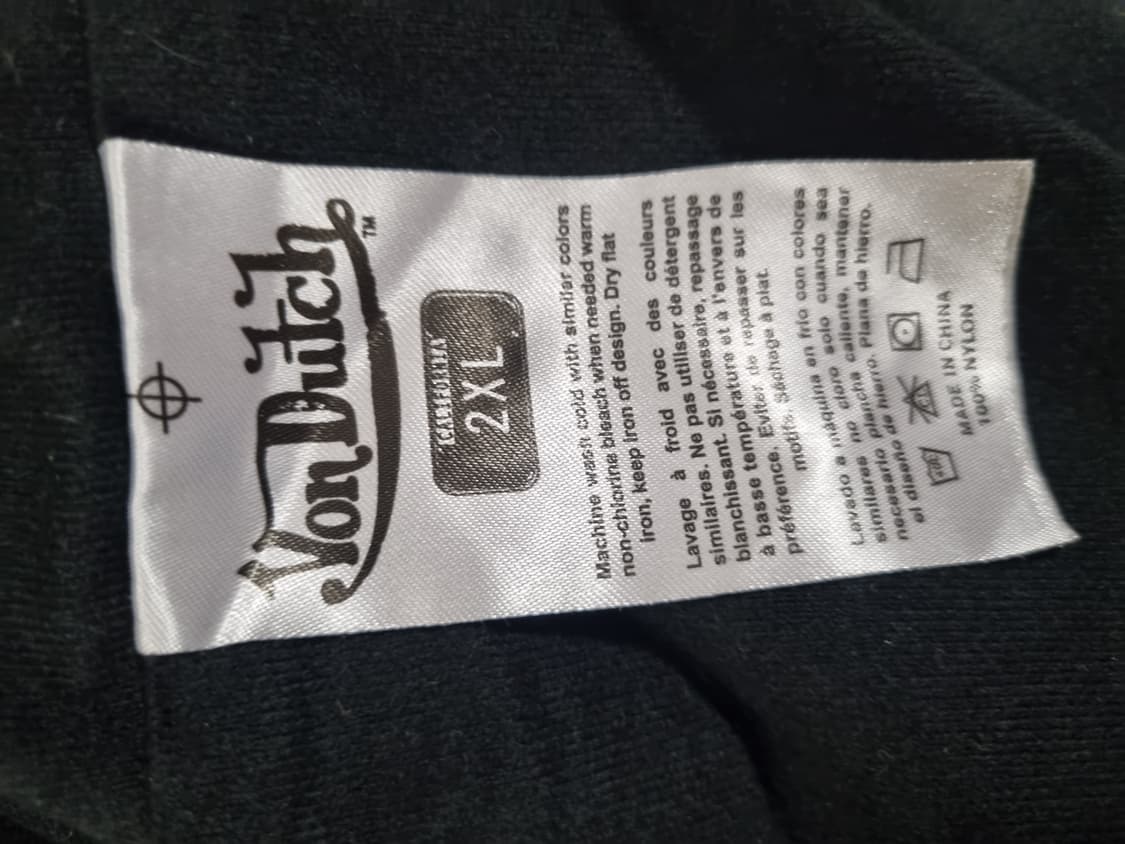 Von Dutch
TM
CALIFORNIA
2XL
Machine wash cold with similar colors
non-chlorine bleach when needed warm
iron, keep iron off design. Dry flat
Lavage à froid avec des couleurs
similaires. Ne pas utiliser de détergent
blanchissant. Si nécessaire, repassage
à basse température et à l'envers de
préférence. Eviter de repasser sur les
motifs. Séchage à plat.
Lavado a maquina en frio con colores
similares no cloro solo cuando sea
necesario plancha caliente, mantener
el diseño de hierro. Plana de hierro.
MADE IN CHINA
100% NYLON